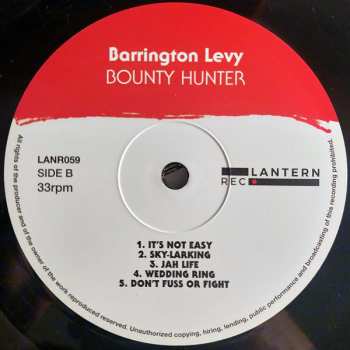 Barrington Levy
BOUNTY HUNTER
LANR059
SIDE B
33rpm
LANTERN
REC
1. IT'S NOT EASY
2. SKY-LARKING
3. JAH LIFE
4. WEDDING RING
5. DON'T FUSS OR FIGHT
All rights of the producer and of the owner of the work reproduced reserved. Unauthorized copying, hiring, lending, public performance and broadcasting of this recording prohibited.